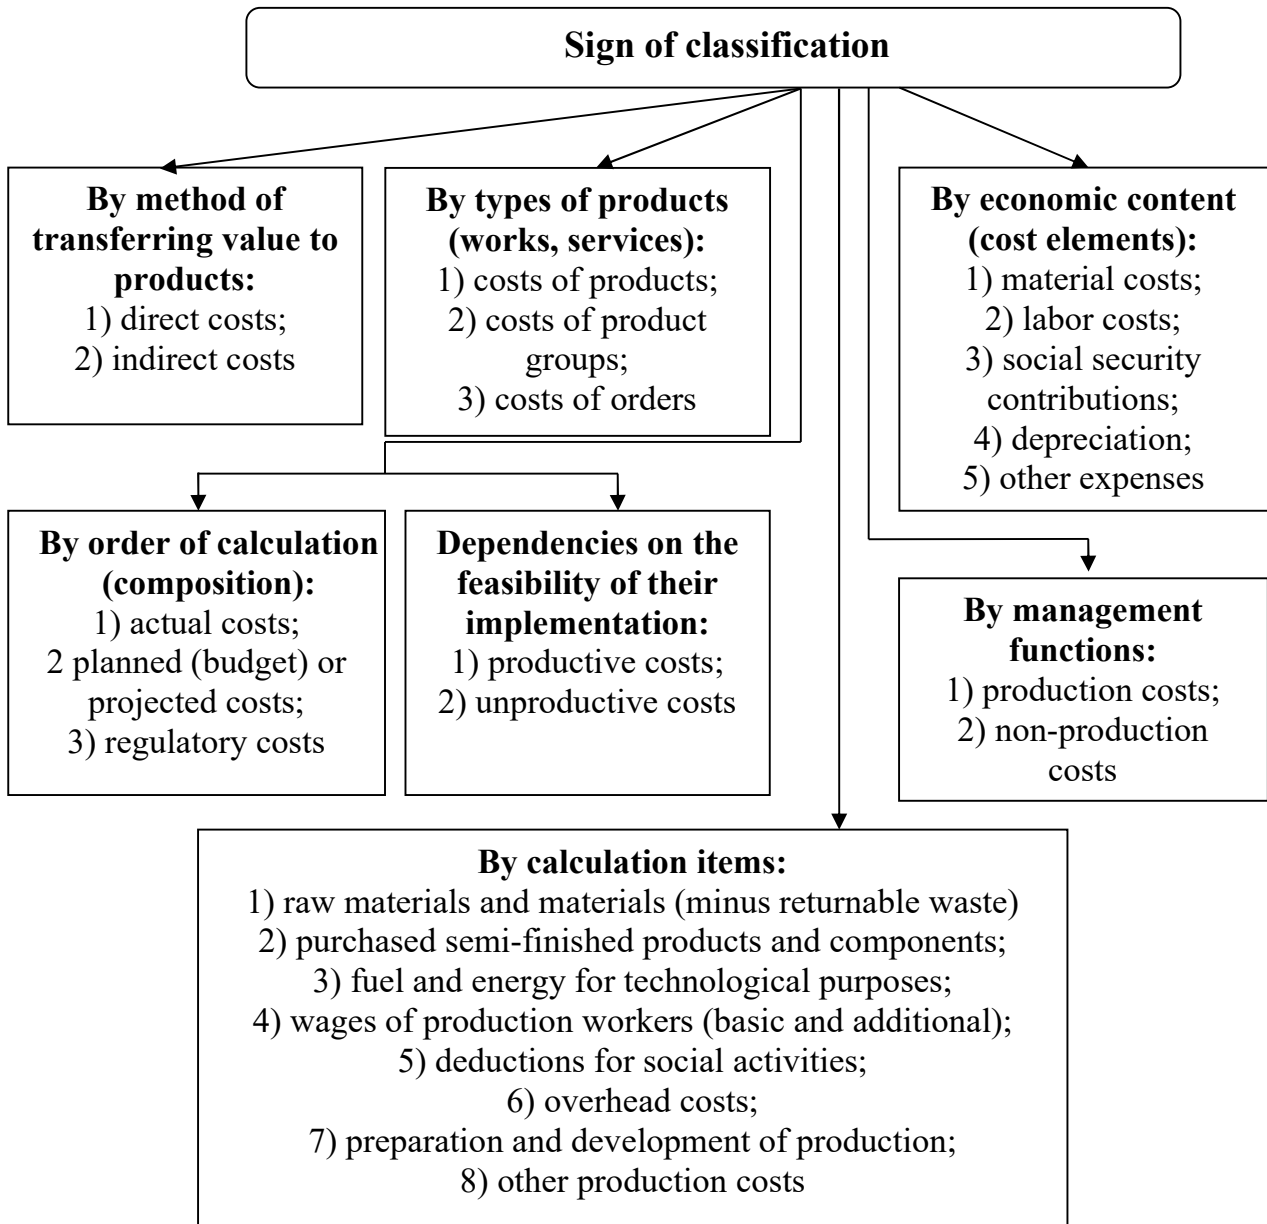 Sign of classification
By method of
transferring value to
products:
1) direct costs;
2) indirect costs
By types of products
(works, services):
1) costs of products;
2) costs of product
groups;
3) costs of orders
By economic content
(cost elements):
1) material costs;
2) labor costs;
3) social security
contributions;
4) depreciation;
5) other expenses
By order of calculation
(composition):
1) actual costs;
2 planned (budget) or
projected costs;
3) regulatory costs
Dependencies on the
feasibility of their
implementation:
1) productive costs;
2) unproductive costs
By management
functions:
1) production costs;
2) non-production
costs
By calculation items:
1) raw materials and materials (minus returnable waste)
2) purchased semi-finished products and components;
3) fuel and energy for technological purposes;
4) wages of production workers (basic and additional);
5) deductions for social activities;
6) overhead costs;
7) preparation and development of production;
8) other production costs